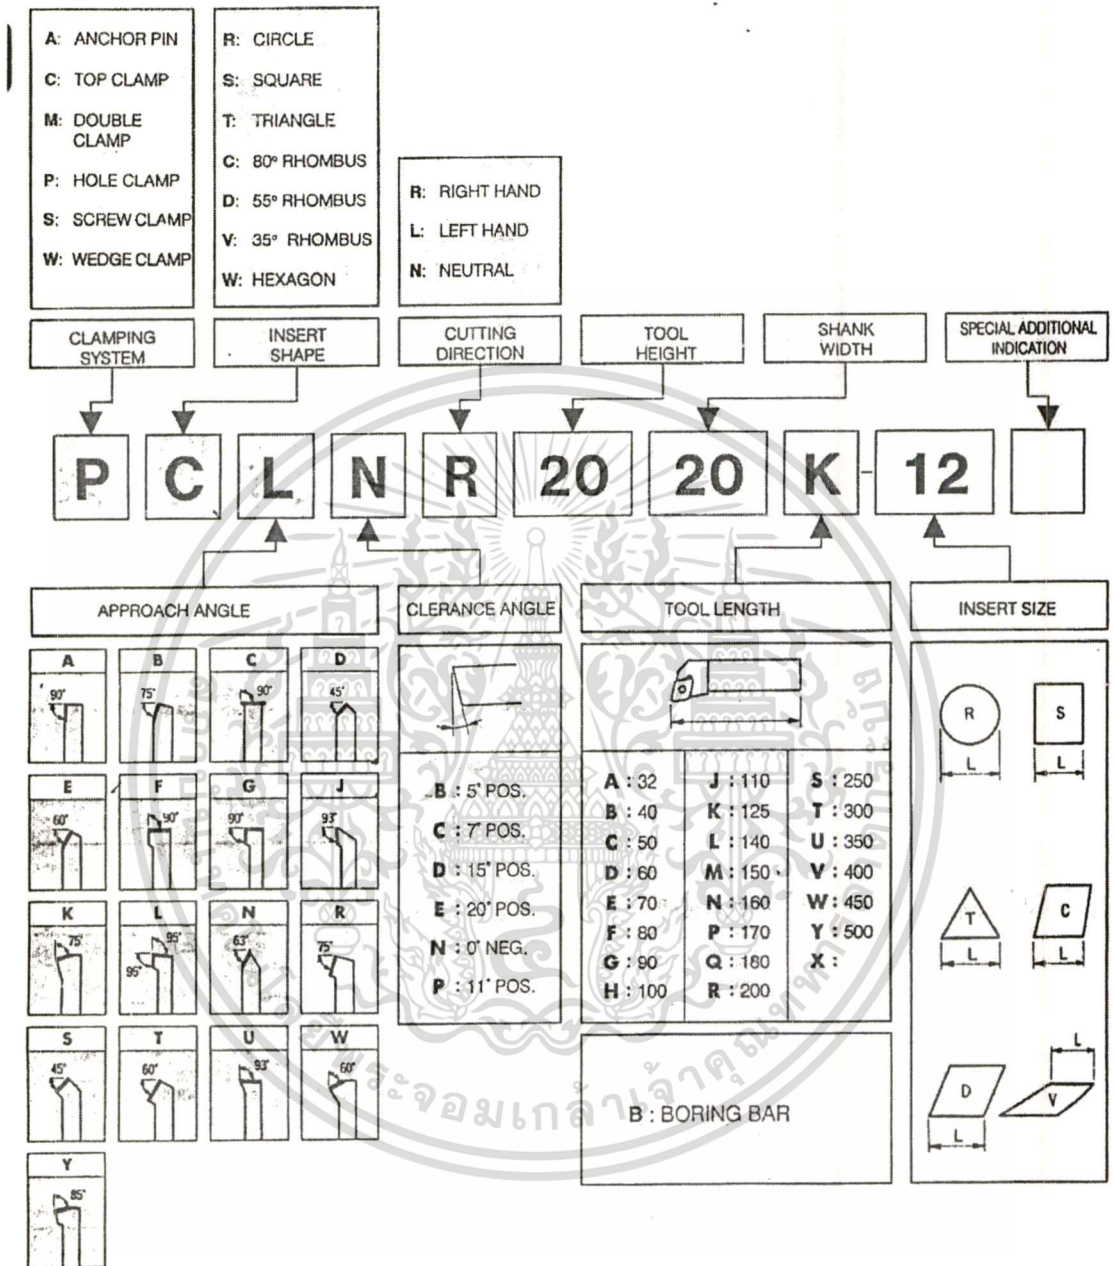 A: ANCHOR PIN
C: TOP CLAMP
M: DOUBLE
CLAMP
P: HOLE CLAMP
S: SCREW CLAMP
W: WEDGE CLAMP
R: CIRCLE
S: SQUARE
T: TRIANGLE
C: 80° RHOMBUS
D: 55° RHOMBUS
V: 35° RHOMBUS
W: HEXAGON
R: RIGHT HAND
L: LEFT HAND
N: NEUTRAL
CLAMPING
SYSTEM
INSERT
SHAPE
CUTTING
DIRECTION
TOOL
HEIGHT
SHANK
WIDTH
SPECIAL ADDITIONAL
INDICATION
P C L N R 20 20 K - 12
APPROACH ANGLE
CLERANCE ANGLE
TOOL LENGTH
INSERT SIZE
A B C D
90° 75° 90° 45°
E F G J
60° 90° 90° 93°
K L N R
75° 95° 95° 63° 75°
S T U W
45° 60° 93° 60°
Y
85°
B : 5° POS.
C : 7° POS.
D : 15° POS.
E : 20° POS.
N : 0° NEG.
P : 11° POS.
A : 32
B : 40
C : 50
D : 60
E : 70
F : 80
G : 90
H : 100
J : 110
K : 125
L : 140
M : 150
N : 160
P : 170
Q : 180
R : 200
S : 250
T : 300
U : 350
V : 400
W : 450
Y : 500
X :
B : BORING BAR
R S
L L
T C
L L
L
D V
L